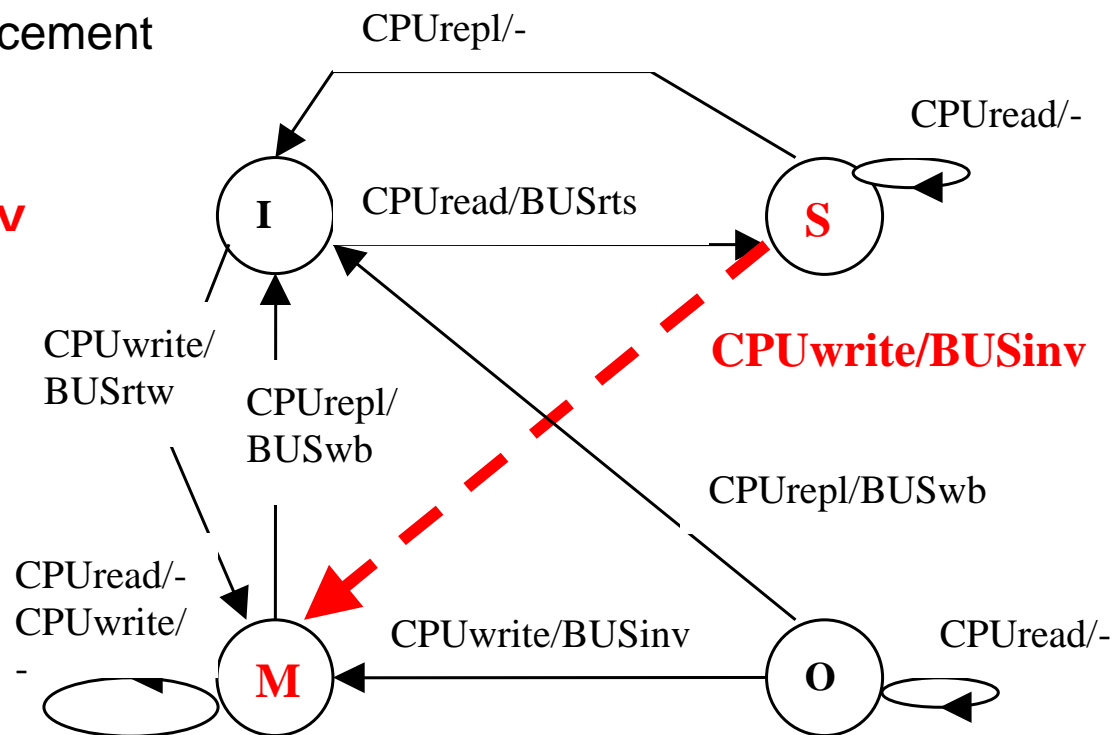 cement
CPUrepl/-
CPUread/-
v
I
CPUread/BUSrts
S
CPUwrite/
BUSrtw
CPUwrite/BUSinv
CPUrepl/
BUSwb
CPUrepl/BUSwb
CPUread/-
CPUwrite/
-
CPUwrite/BUSinv
CPUread/-
M
O